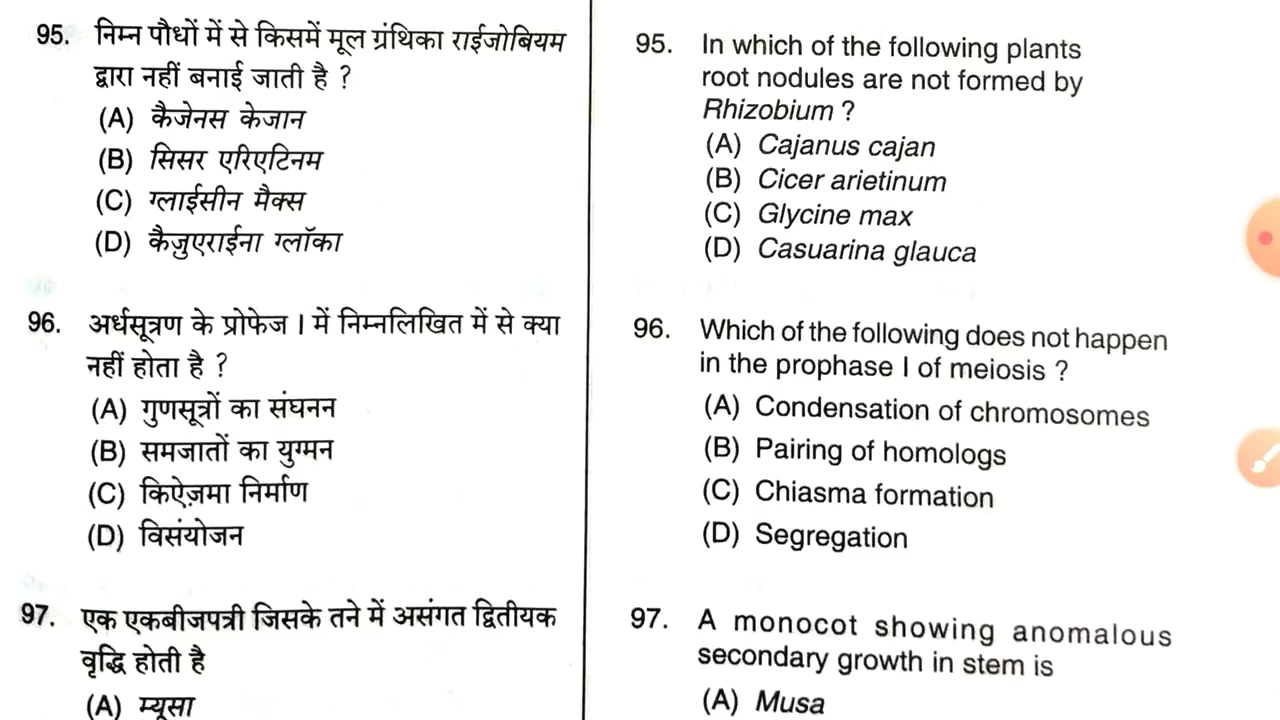 95. निम्न पौधों में से किसमें मूल ग्रंथिका राईजोबियम
द्वारा नहीं बनाई जाती है ?
(A) कैजेनस केजान
(B) सिसर एरिएटिनम
(C) ग्लाईसीन मैक्स
(D) कैज़ुएराईना ग्लॉका
96. अर्धसूत्रण के प्रोफेज I में निम्नलिखित में से क्या
नहीं होता है ?
(A) गुणसूत्रों का संघनन
(B) समजातों का युग्मन
(C) किऐज़मा निर्माण
(D) विसंयोजन
97. एक एकबीजपत्री जिसके तने में असंगत द्वितीयक
वृद्धि होती है
(A) म्यूसा
95. In which of the following plants
root nodules are not formed by
Rhizobium ?
(A) Cajanus cajan
(B) Cicer arietinum
(C) Glycine max
(D) Casuarina glauca
96. Which of the following does not happen
in the prophase I of meiosis ?
(A) Condensation of chromosomes
(B) Pairing of homologs
(C) Chiasma formation
(D) Segregation
97. A monocot showing anomalous
secondary growth in stem is
(A) Musa